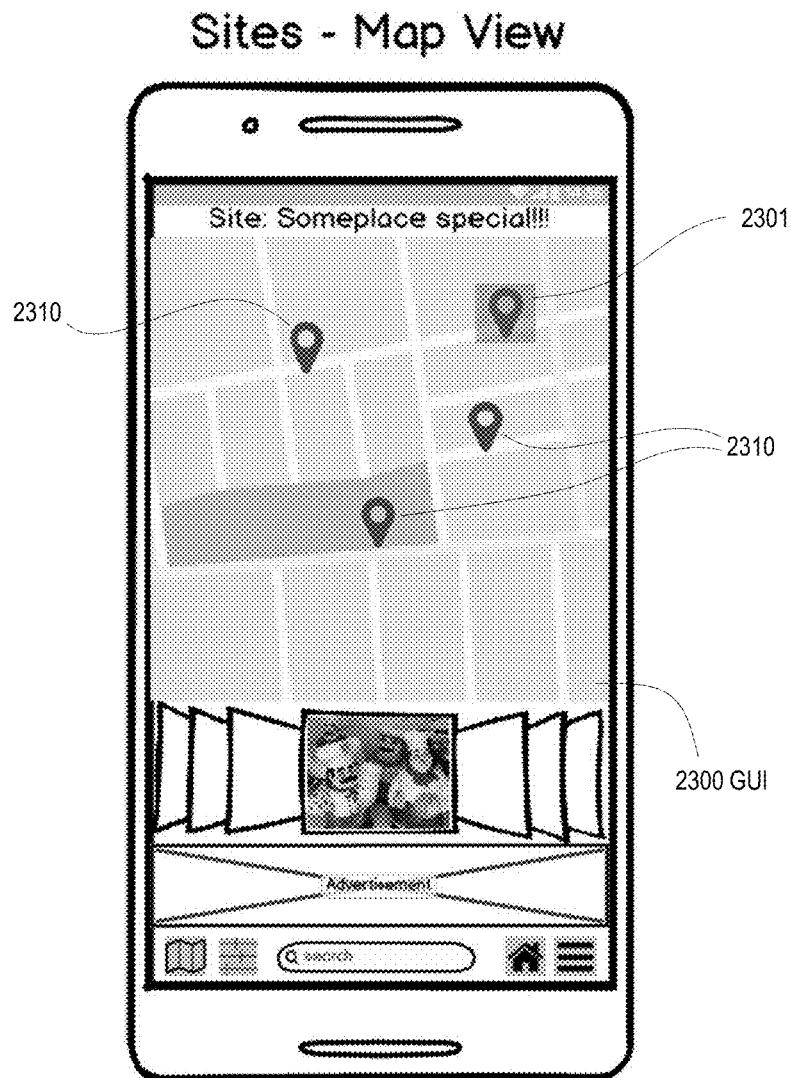 Sites - Map View
Site: Someplace special!!!
2301
2310
2310
2300 GUI
Advertisement
search